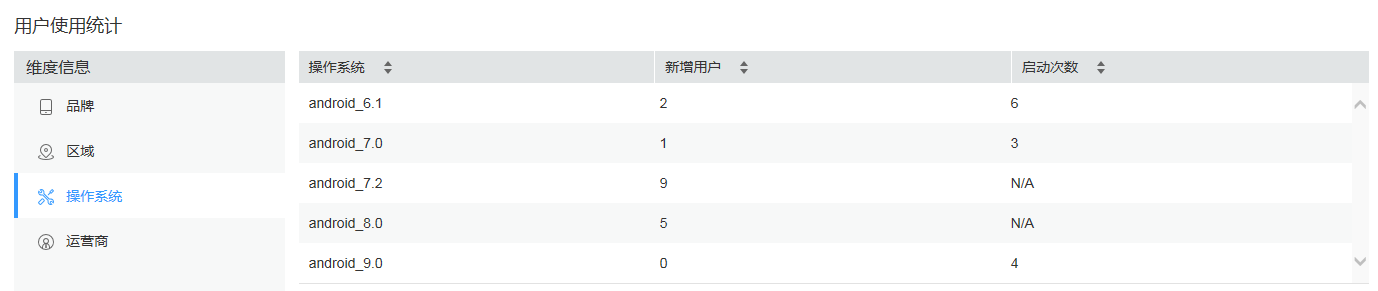 用户使用统计
维度信息
品牌
区域
操作系统
运营商
操作系统 新增用户 启动次数
android_6.1 2 6
android_7.0 1 3
android_7.2 9 N/A
android_8.0 5 N/A
android_9.0 0 4